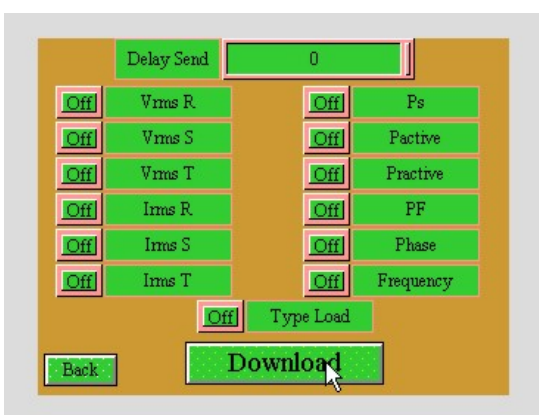 Delay Send 0
Off Vrms R Off Ps
Off Vrms S Off Pactive
Off Vrms T Off Practive
Off Irms R Off PF
Off Irms S Off Phase
Off Irms T Off Frequency
Off Type Load
Back Download